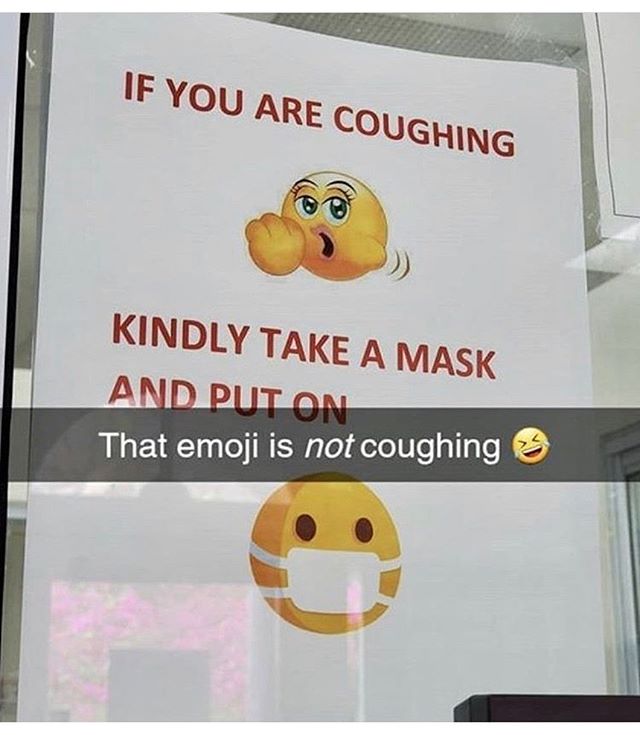 IF YOU ARE COUGHING
KINDLY TAKE A MASK
AND PUT ON
That emoji is not coughing 🤣